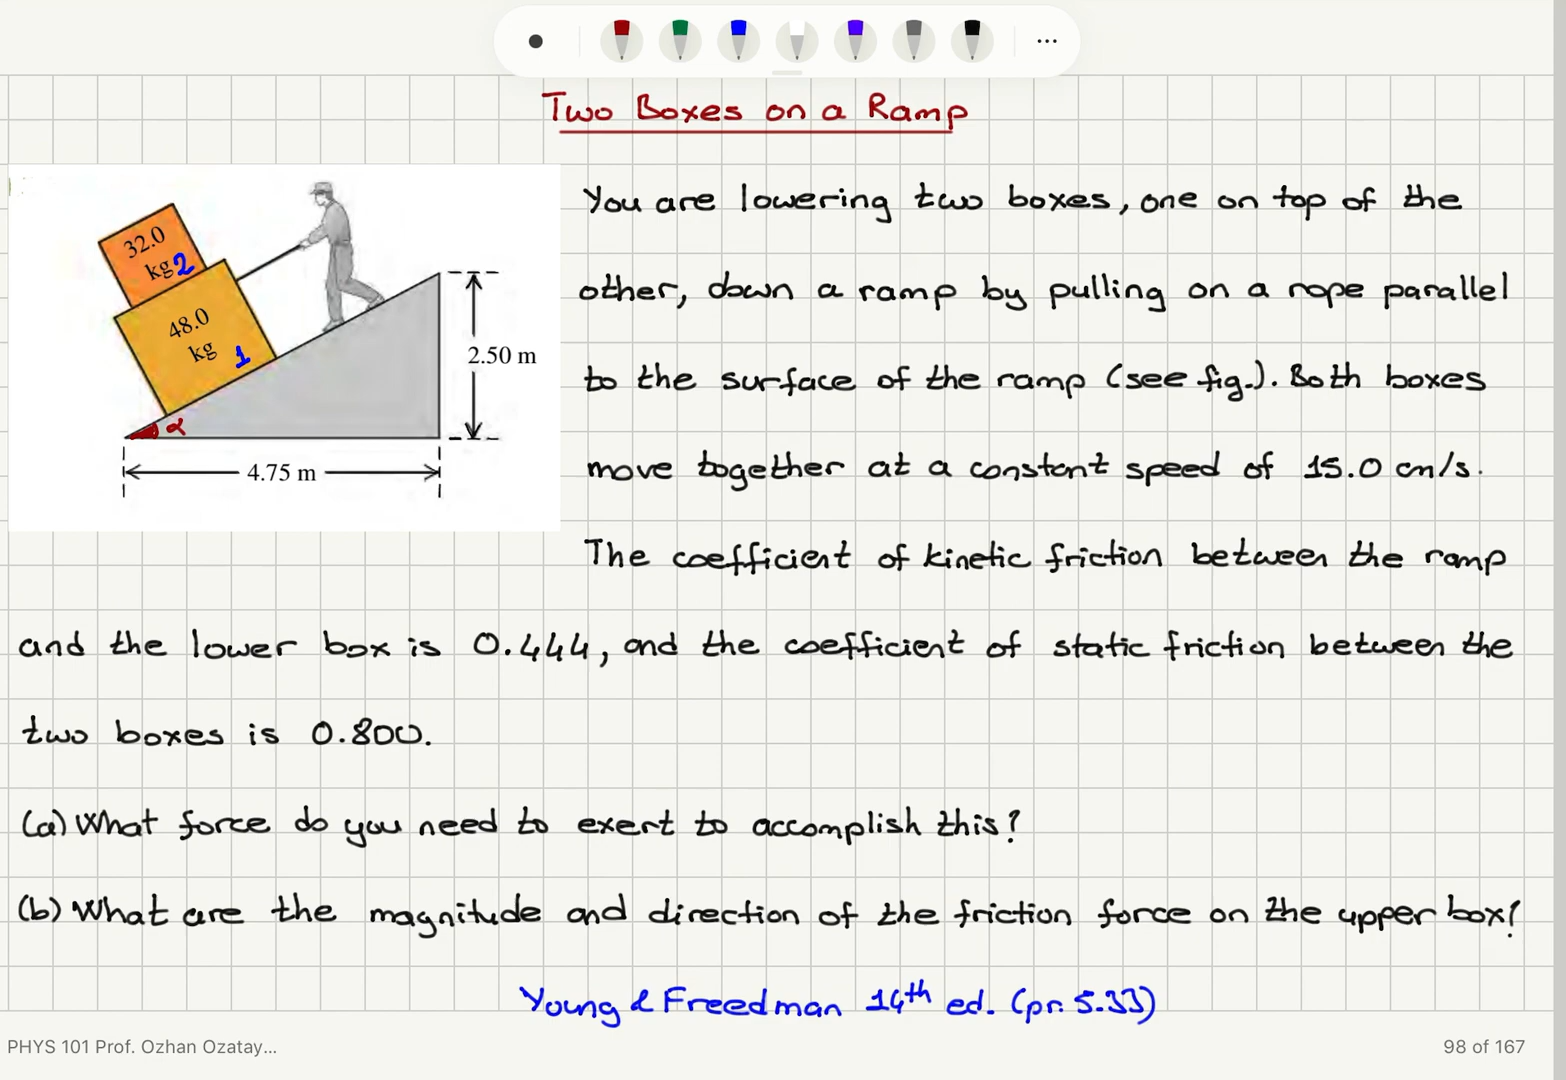 Two Boxes on a Ramp
32.0
kg 2
48.0
kg 1
α
2.50 m
4.75 m
You are lowering two boxes, one on top of the
other, down a ramp by pulling on a rope parallel
to the surface of the ramp (see fig.). Both boxes
move together at a constant speed of 15.0 cm/s.
The coefficient of kinetic friction between the ramp
and the lower box is 0.444, and the coefficient of static friction between the
two boxes is 0.800.
(a) What force do you need to exert to accomplish this?
(b) What are the magnitude and direction of the friction force on the upper box?
Young & Freedman 14th ed. (pr. 5.33)
PHYS 101 Prof. Ozhan Ozatay...
98 of 167